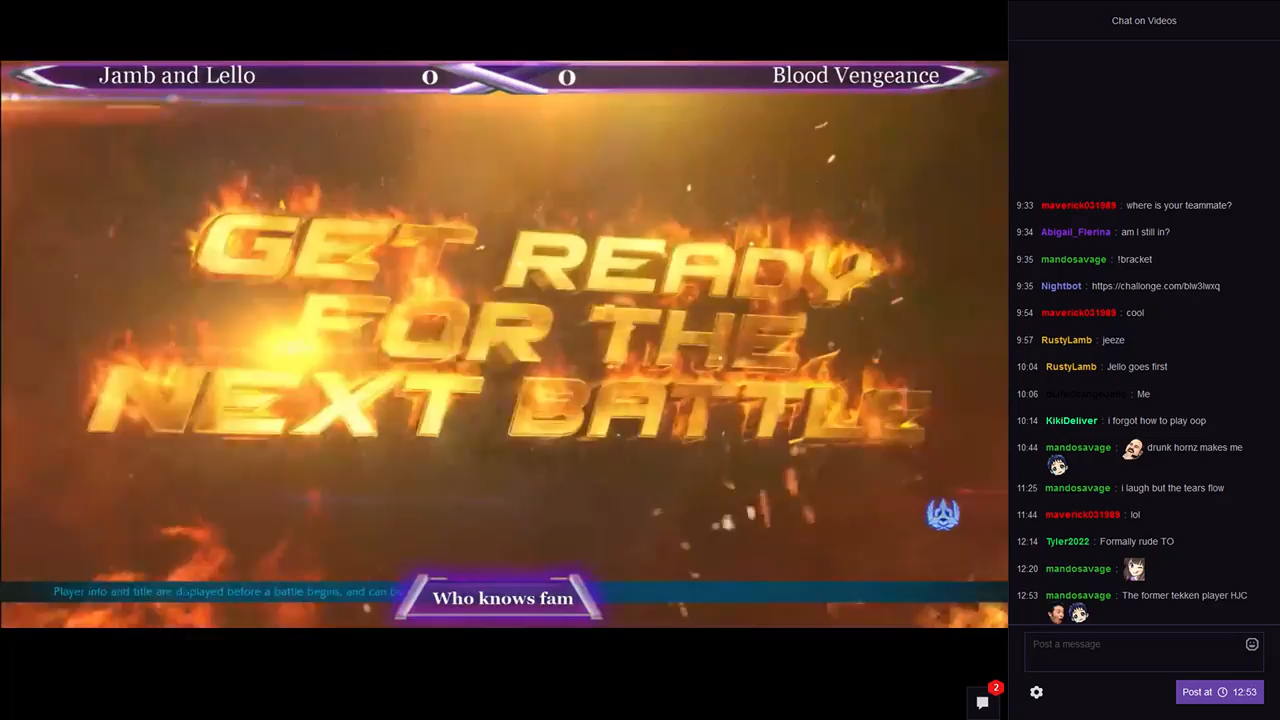 Chat on Videos
Jamb and Lello 0 0 Blood Vengeance
GET READY
FOR THE
NEXT BATTLE
Player info and title are displayed before a battle begins, and can be
Who knows fam
9:33 maverick031989 : where is your teammate?
9:34 Abigail_Flerina : am I still in?
9:35 mandosavage : !bracket
9:35 Nightbot : https://challonge.com/blw3lwxq
9:54 maverick031989 : cool
9:57 RustyLamb : jeeze
10:04 RustyLamb : Jello goes first
10:06 : Me
10:14 KikiDeliver : i forgot how to play oop
10:44 mandosavage : drunk hornz makes me
11:25 mandosavage : i laugh but the tears flow
11:44 maverick031989 : lol
12:14 Tyler2022 : Formally rude TO
12:20 mandosavage :
12:53 mandosavage : The former tekken player HJC
Post a message
2
Post at 12:53